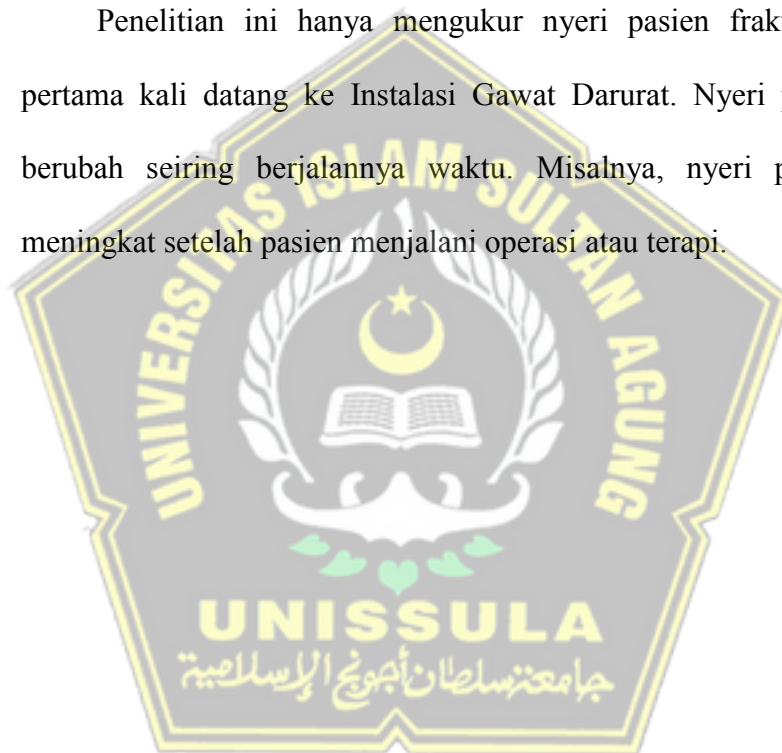 Penelitian ini hanya mengukur nyeri pasien
pertama kali datang ke Instalasi Gawat Darurat. Nyeri
berubah seiring berjalannya waktu. Misalnya, nyeri
meningkat setelah pasien menjalani operasi atau terapi.
UNIVERSITAS ISLAM SULTAN AGUNG
UNISSULA
جامعة سلطان أجونج الإسلامية